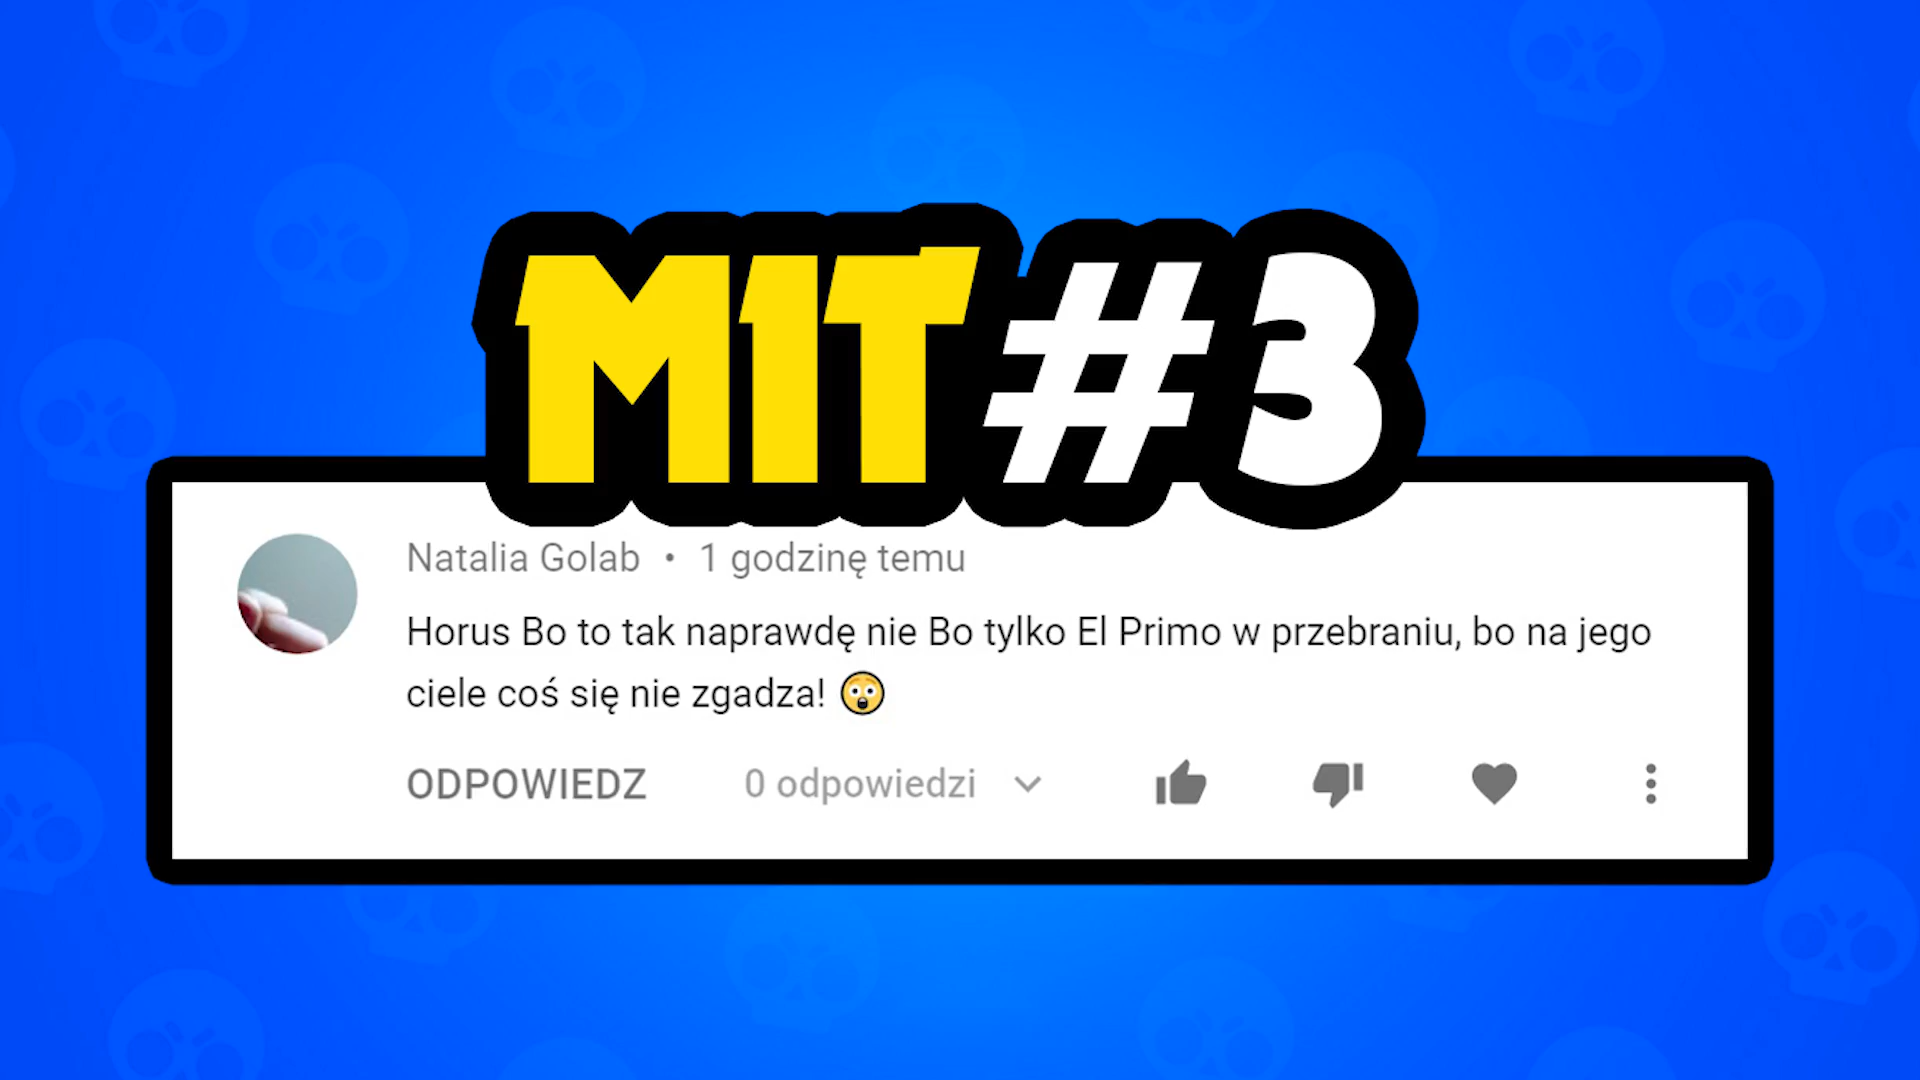 MIT #3
Natalia Golab • 1 godzinę temu
Horus Bo to tak naprawdę nie Bo tylko El Primo w przebraniu, bo na jego
ciele coś się nie zgadza! 😲
ODPOWIEDZ 0 odpowiedzi